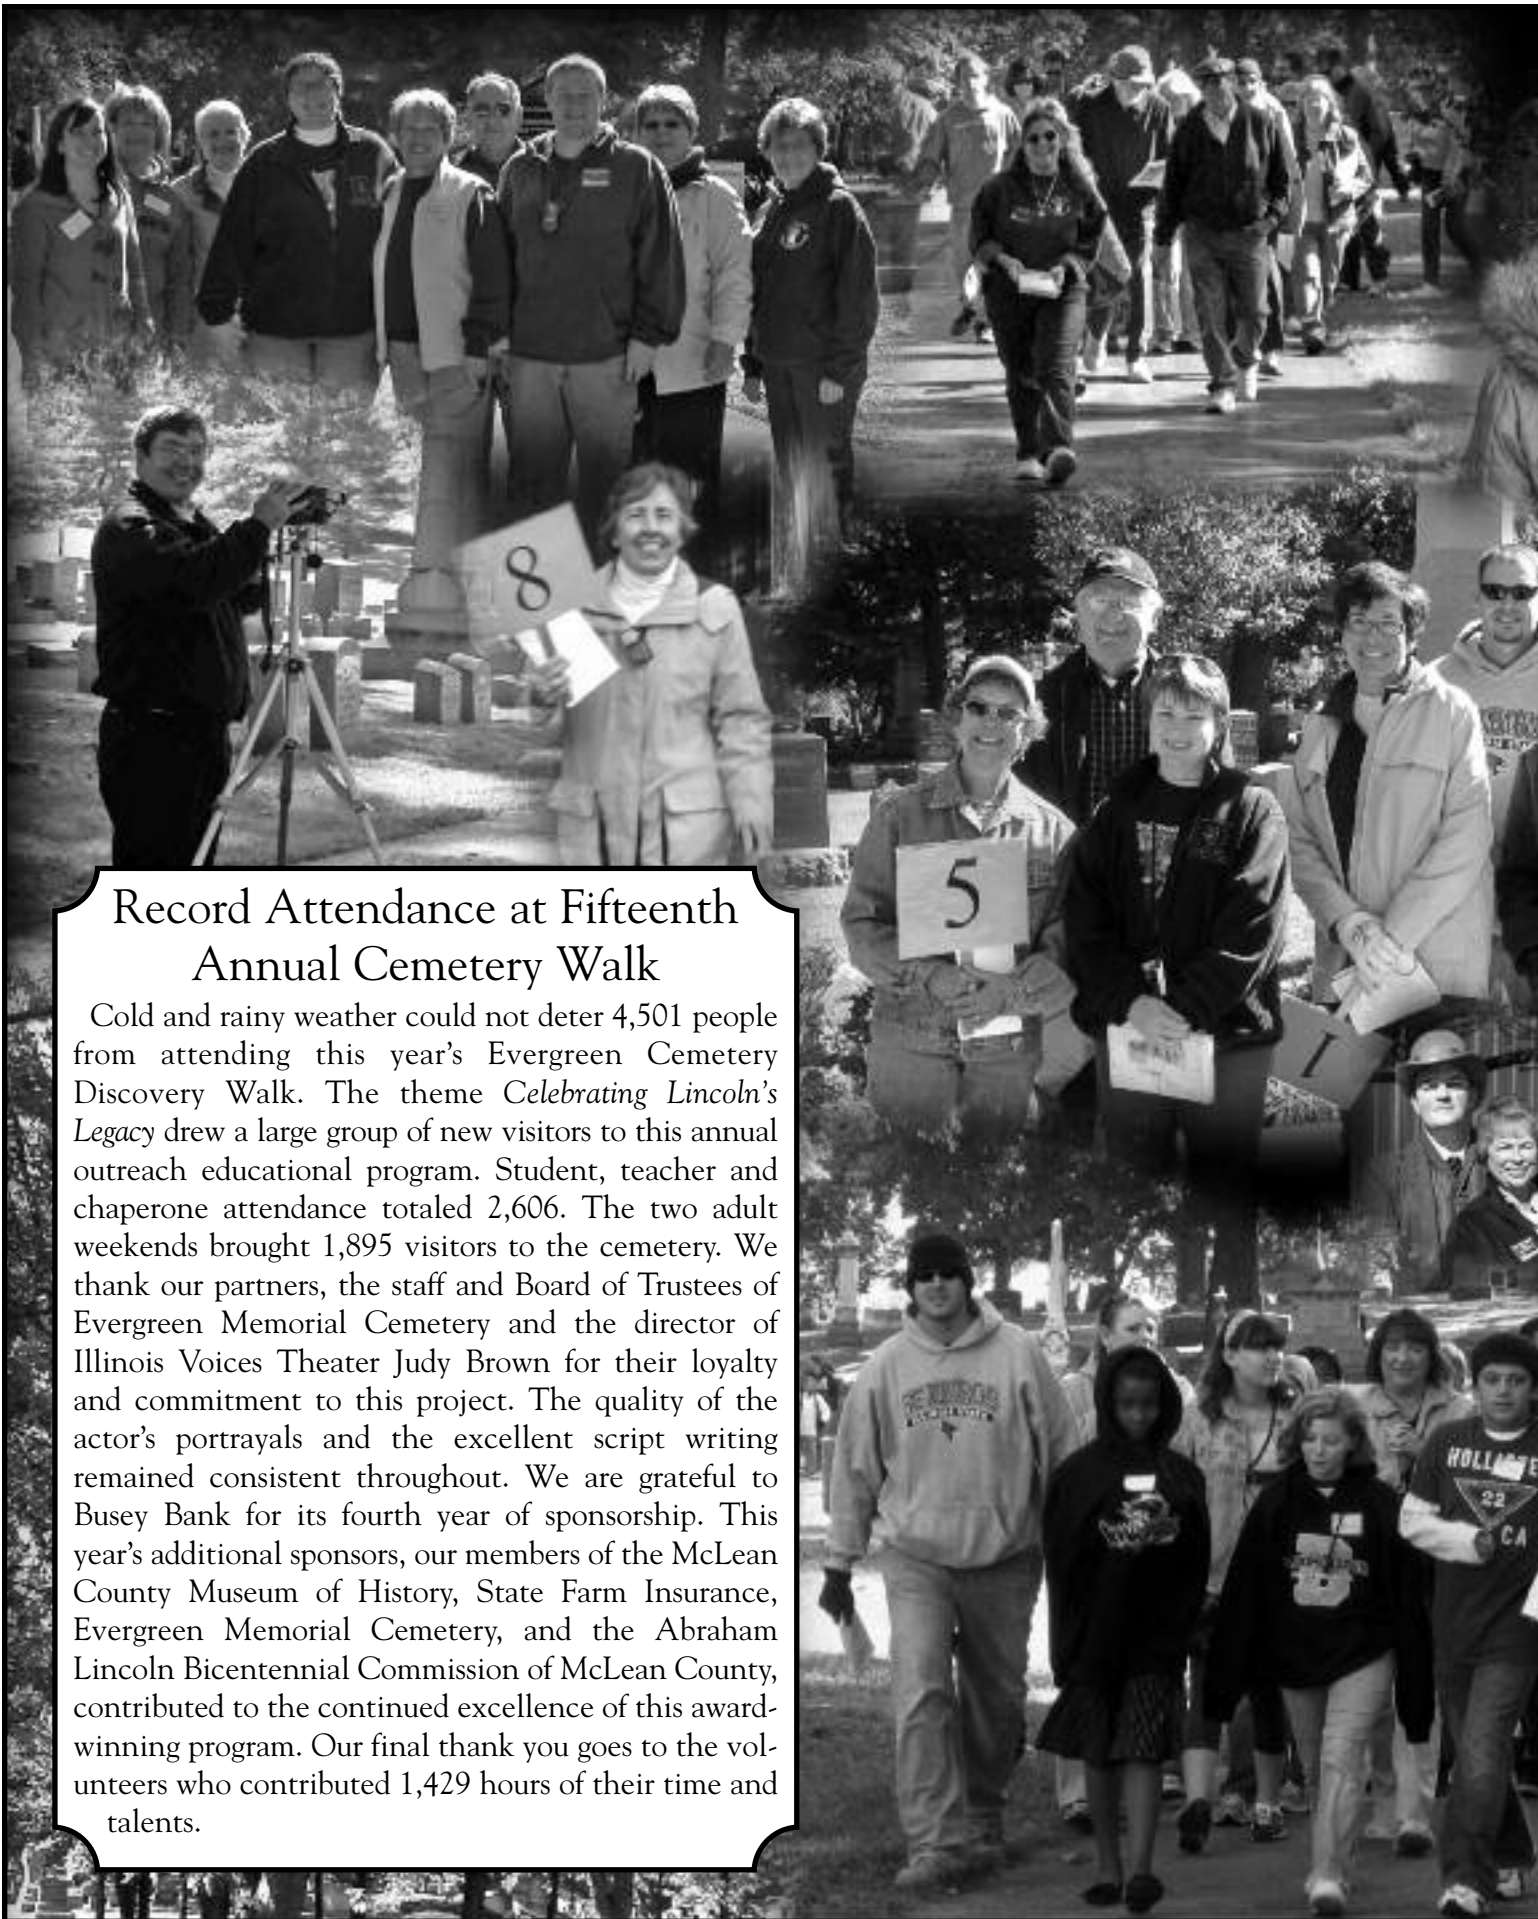 8
5
1
HOLLISTE
22
CA
Record Attendance at Fifteenth
Annual Cemetery Walk
Cold and rainy weather could not deter 4,501 people
from attending this year's Evergreen Cemetery
Discovery Walk. The theme Celebrating Lincoln's
Legacy drew a large group of new visitors to this annual
outreach educational program. Student, teacher and
chaperone attendance totaled 2,606. The two adult
weekends brought 1,895 visitors to the cemetery. We
thank our partners, the staff and Board of Trustees of
Evergreen Memorial Cemetery and the director of
Illinois Voices Theater Judy Brown for their loyalty
and commitment to this project. The quality of the
actor's portrayals and the excellent script writing
remained consistent throughout. We are grateful to
Busey Bank for its fourth year of sponsorship. This
year's additional sponsors, our members of the McLean
County Museum of History, State Farm Insurance,
Evergreen Memorial Cemetery, and the Abraham
Lincoln Bicentennial Commission of McLean County,
contributed to the continued excellence of this award-
winning program. Our final thank you goes to the vol-
unteers who contributed 1,429 hours of their time and
talents.